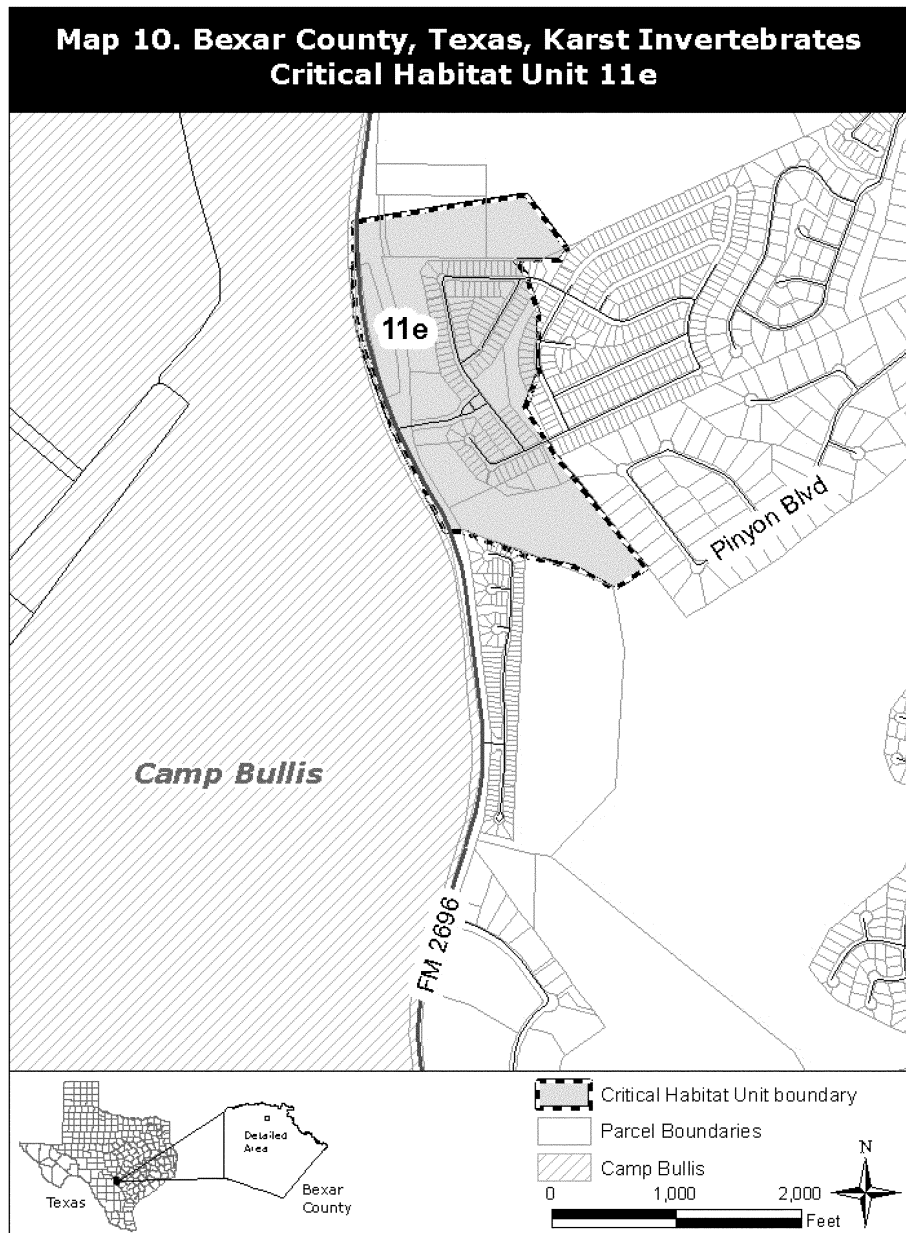 Map 10. Bexar County, Texas, Karst Invertebrates
Critical Habitat Unit 11e
11e
Pinyon Blvd
Camp Bullis
FM 2696
Texas
Detailed
Area
Bexar
County
Critical Habitat Unit boundary
Parcel Boundaries
Camp Bullis
N
0 1,000 2,000
Feet